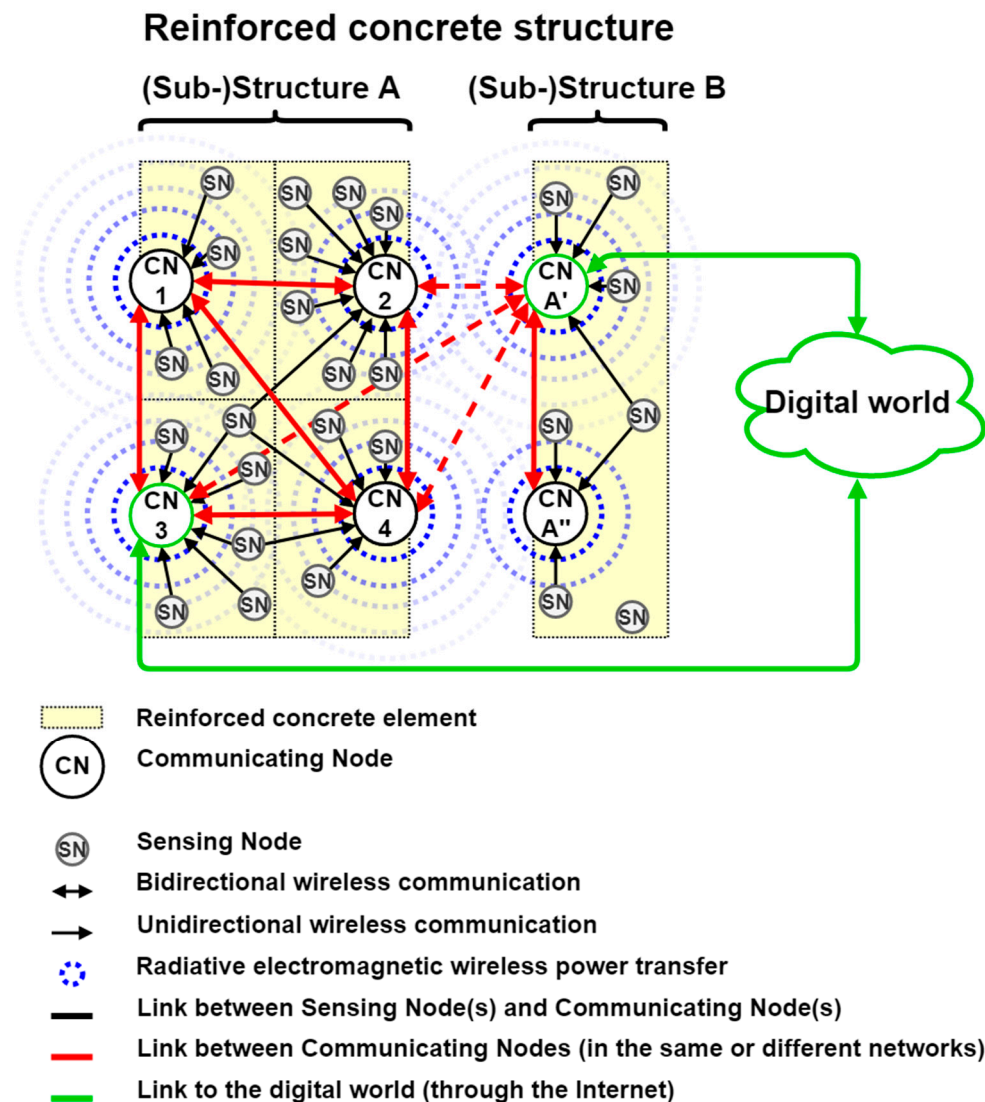 Reinforced concrete structure
(Sub-)Structure A
(Sub-)Structure B
SN
SN
SN
SN
SN
SN
SN
SN
SN
SN
CN
1
CN
2
CN
A'
SN
SN
SN
SN
SN
SN
Digital world
SN
SN
SN
SN
SN
SN
SN
CN
3
CN
4
CN
A"
SN
SN
SN
SN
SN
SN
Reinforced concrete element
CN
Communicating Node
SN
Sensing Node
Bidirectional wireless communication
Unidirectional wireless communication
Radiative electromagnetic wireless power transfer
Link between Sensing Node(s) and Communicating Node(s)
Link between Communicating Nodes (in the same or different networks)
Link to the digital world (through the Internet)